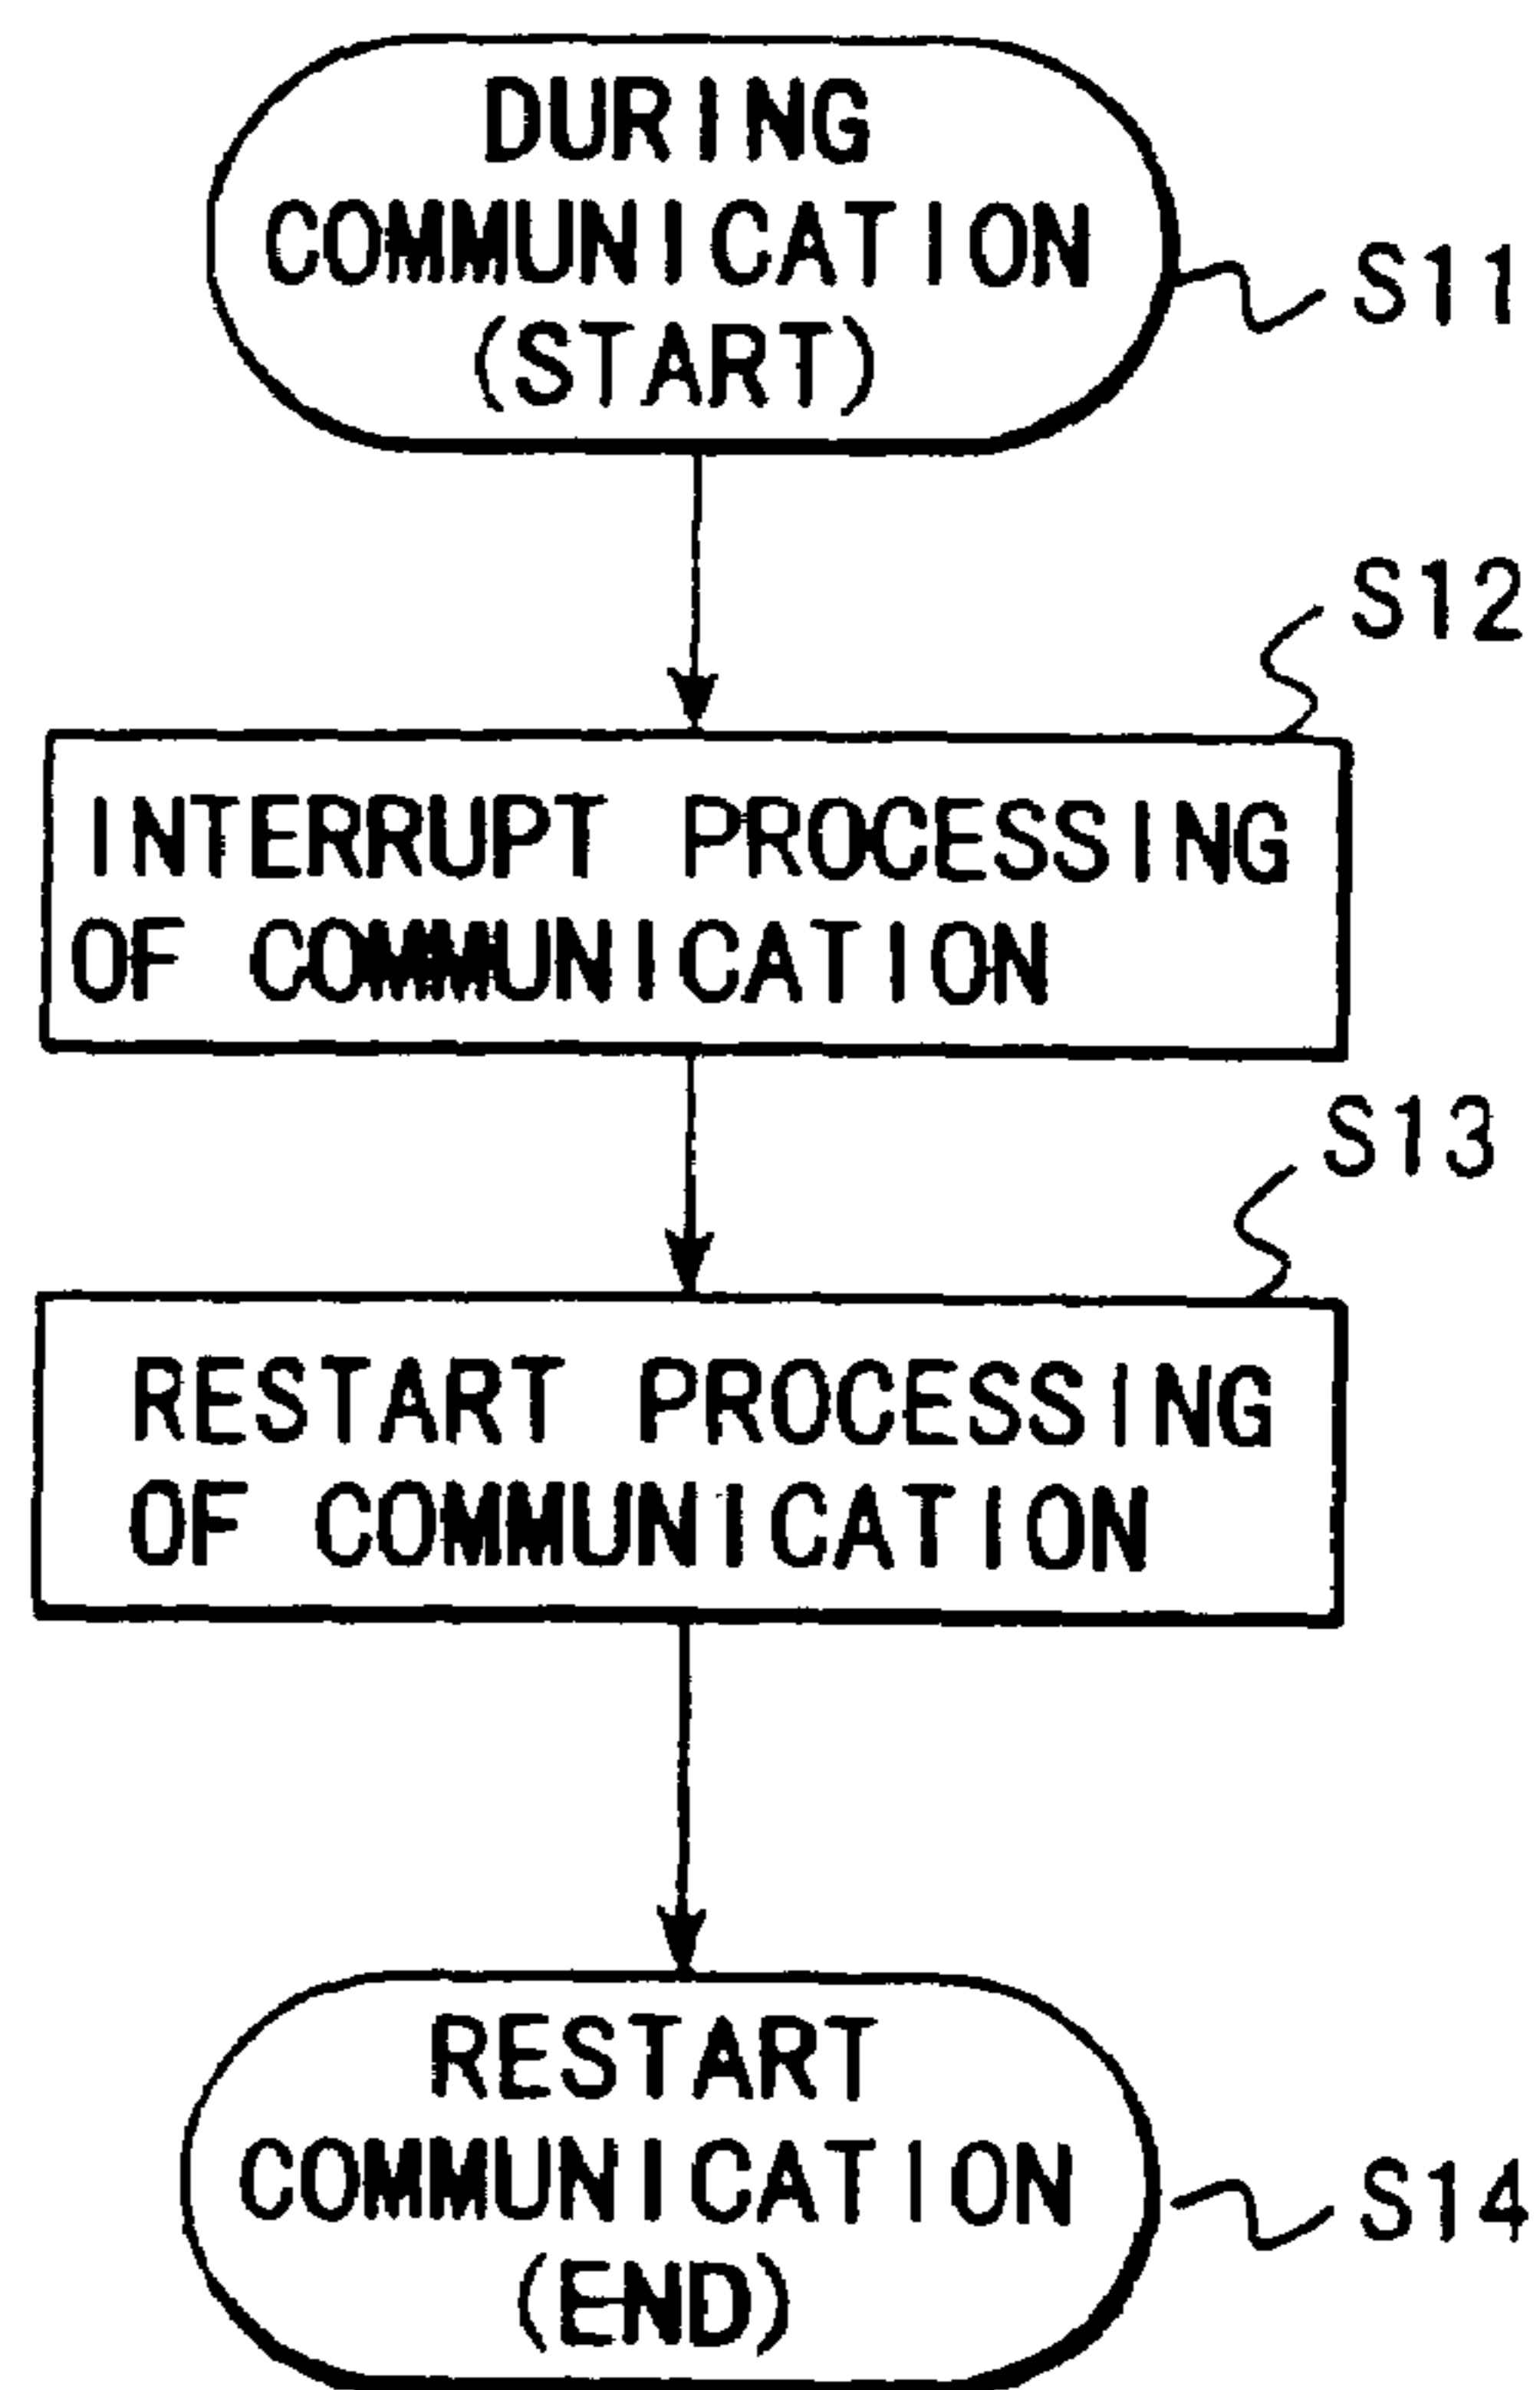 DURING
COMMUNICATION
(START)
S11
S12
INTERRUPT PROCESSING
OF COMMUNICATION
S13
RESTART PROCESSING
OF COMMUNICATION
RESTART
COMMUNICATION
(END)
S14